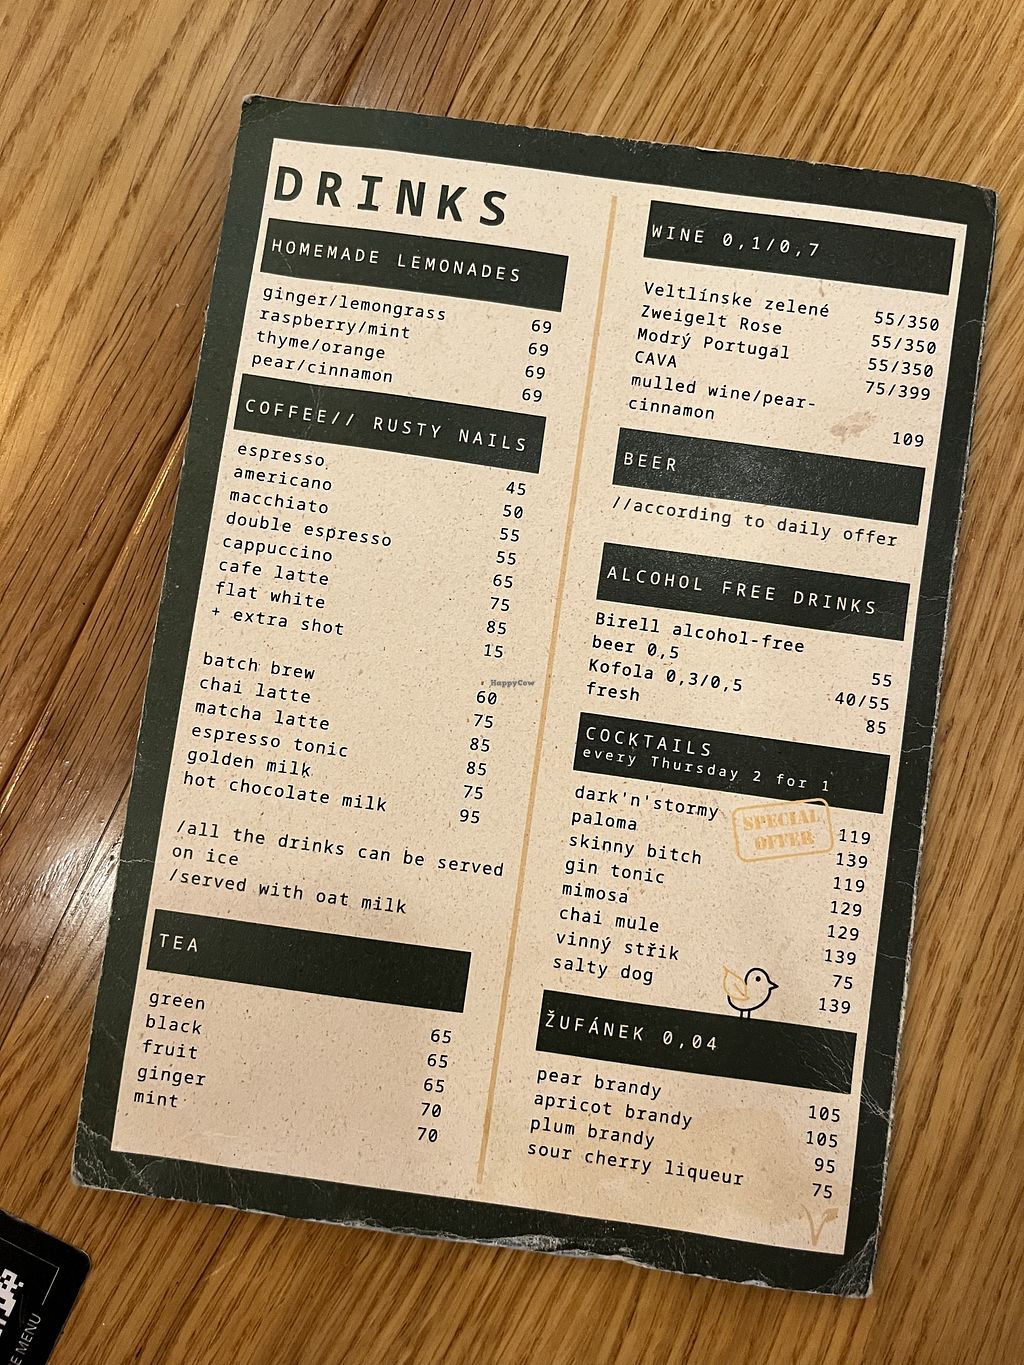 DRINKS
HOMEMADE LEMONADES
ginger/lemongrass 69
raspberry/mint 69
thyme/orange 69
pear/cinnamon 69
COFFEE// RUSTY NAILS
espresso 45
americano 50
macchiato 55
double espresso 55
cappuccino 65
cafe latte 75
flat white 85
+ extra shot 15
batch brew 60
chai latte 75
matcha latte 85
espresso tonic 85
golden milk 75
hot chocolate milk 95
/all the drinks can be served
on ice
/served with oat milk
TEA
green 65
black 65
fruit 65
ginger 70
mint 70
WINE 0,1/0,7
Veltlínske zelené 55/350
Zweigelt Rose 55/350
Modrý Portugal 55/350
CAVA 75/399
mulled wine/pear-
cinnamon 109
BEER
//according to daily offer
ALCOHOL FREE DRINKS
Birell alcohol-free
beer 0,5 55
Kofola 0,3/0,5 40/55
fresh 85
COCKTAILS
every Thursday 2 for 1
SPECIAL
OFFER
dark'n'stormy 119
paloma 139
skinny bitch 119
gin tonic 129
mimosa 129
chai mule 139
vinný střik 75
salty dog 139
ŽUFÁNEK 0,04
pear brandy 105
apricot brandy 105
plum brandy 95
sour cherry liqueur 75
HappyCow
E MENU